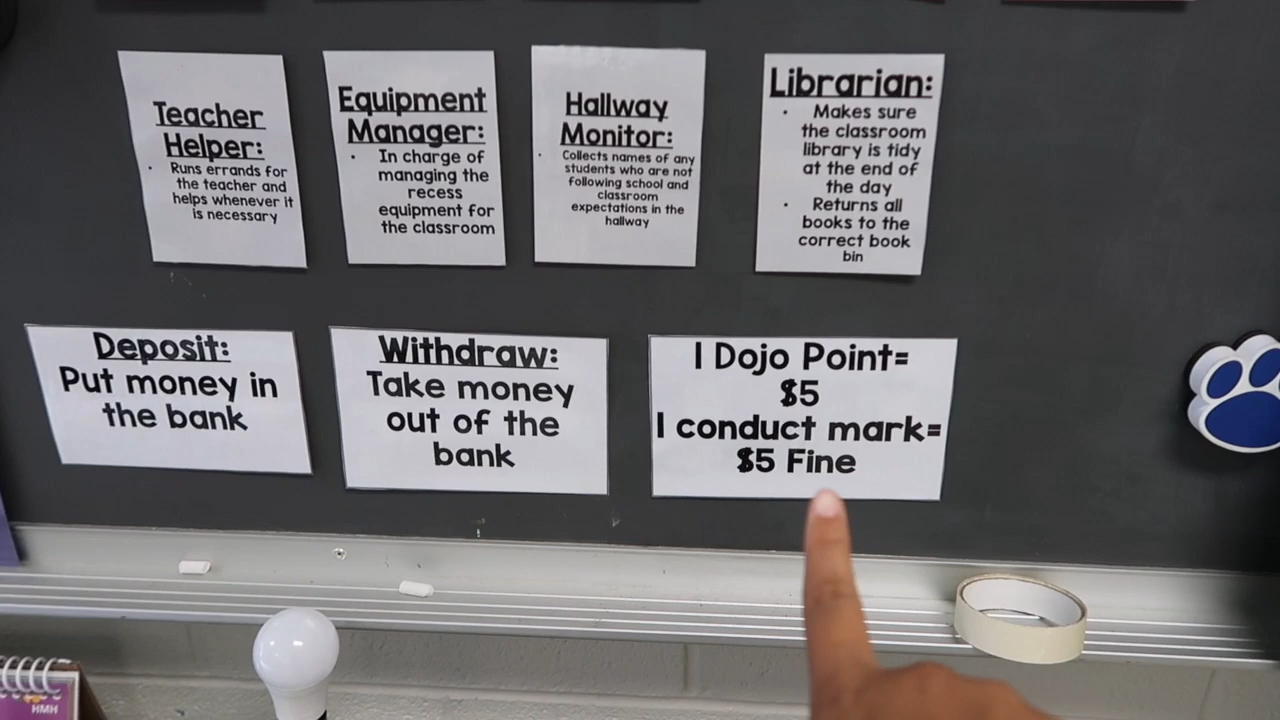 Teacher
Helper:
• Runs errands for
the teacher and
helps whenever it
is necessary
Equipment
Manager:
• In charge of
managing the
recess
equipment for
the classroom
Hallway
Monitor:
• Collects names of any
students who are not
following school and
classroom
expectations in the
hallway
Librarian:
• Makes sure
the classroom
library is tidy
at the end of
the day
• Returns all
books to the
correct book
bin
Deposit:
Put money in
the bank
Withdraw:
Take money
out of the
bank
1 Dojo Point=
$5
1 conduct mark=
$5 Fine
HMH